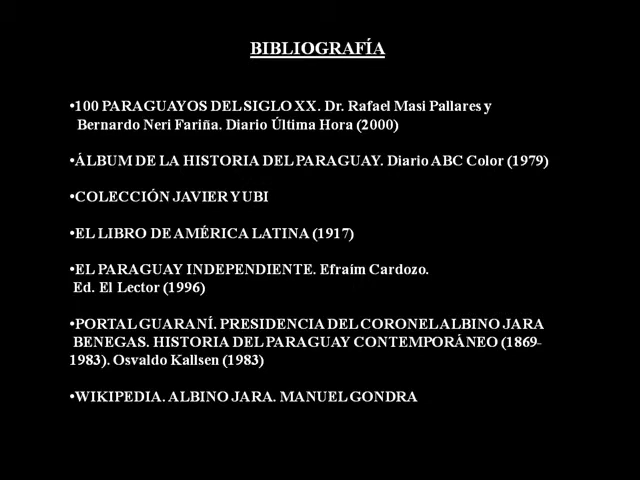 BIBLIOGRAFÍA
•100 PARAGUAYOS DEL SIGLO XX. Dr. Rafael Masi Pallares y
Bernardo Neri Fariña. Diario Última Hora (2000)
•ÁLBUM DE LA HISTORIA DEL PARAGUAY. Diario ABC Color (1979)
•COLECCIÓN JAVIER YUBI
•EL LIBRO DE AMÉRICA LATINA (1917)
•EL PARAGUAY INDEPENDIENTE. Efraím Cardozo.
Ed. El Lector (1996)
•PORTAL GUARANÍ. PRESIDENCIA DEL CORONEL ALBINO JARA
BENEGAS. HISTORIA DEL PARAGUAY CONTEMPORÁNEO (1869-
1983). Osvaldo Kallsen (1983)
•WIKIPEDIA. ALBINO JARA. MANUEL GONDRA